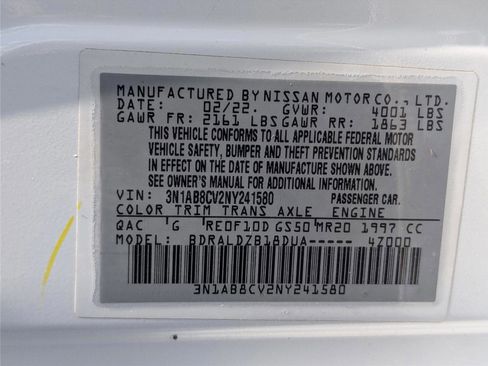 MANUFACTURED BY NISSAN MOTOR CO., LTD.
DATE: 02/22. GVWR: 4001 LBS
GAWR FR: 2161 LBS GAWR RR: 1863 LBS
THIS VEHICLE CONFORMS TO ALL APPLICABLE FEDERAL MOTOR
VEHICLE SAFETY, BUMPER AND THEFT PREVENTION STANDARDS
IN EFFECT ON THE DATE OF MANUFACTURE SHOWN ABOVE.
SEE OWNER'S MANUAL FOR ADDITIONAL INFORMATION.
VIN: 3N1AB8CV2NY241580 PASSENGER CAR.
COLOR TRIM TRANS AXLE ENGINE
QAC G RE0F10D GS50 MR20 1997 CC
MODEL: BDRALDZB18DUA----- 47000
3N1AB8CV2NY241580